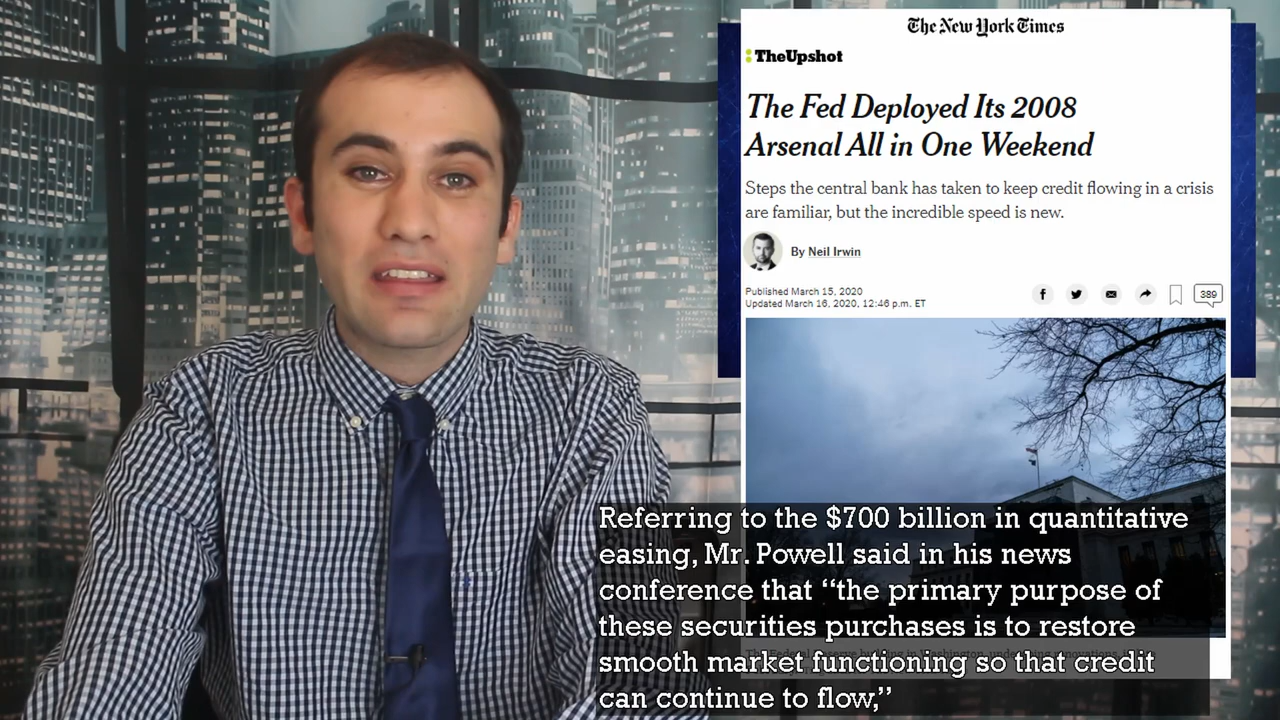 The New York Times
TheUpshot
The Fed Deployed Its 2008
Arsenal All in One Weekend
Steps the central bank has taken to keep credit flowing in a crisis
are familiar, but the incredible speed is new.
By Neil Irwin
Published March 15, 2020
Updated March 16, 2020, 12:46 p.m. ET
389
Referring to the $700 billion in quantitative
easing, Mr. Powell said in his news
conference that “the primary purpose of
these securities purchases is to restore
smooth market functioning so that credit
can continue to flow,”